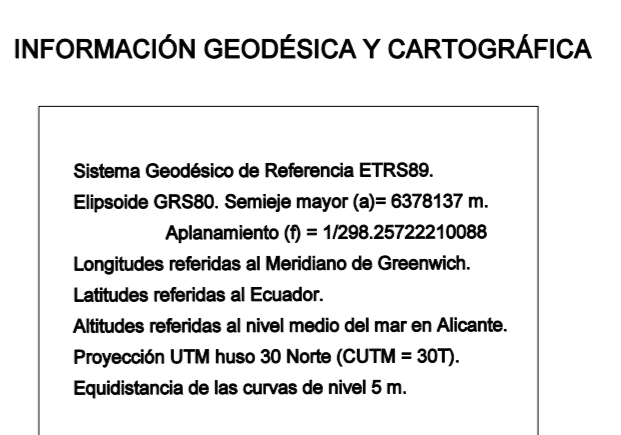 INFORMACIÓN GEODÉSICA Y CARTOGRÁFICA
Sistema Geodésico de Referencia ETRS89.
Elipsoide GRS80. Semieje mayor (a)= 6378137 m.
Aplanamiento (f) = 1/298.25722210088
Longitudes referidas al Meridiano de Greenwich.
Latitudes referidas al Ecuador.
Altitudes referidas al nivel medio del mar en Alicante.
Proyección UTM huso 30 Norte (CUTM = 30T).
Equidistancia de las curvas de nivel 5 m.